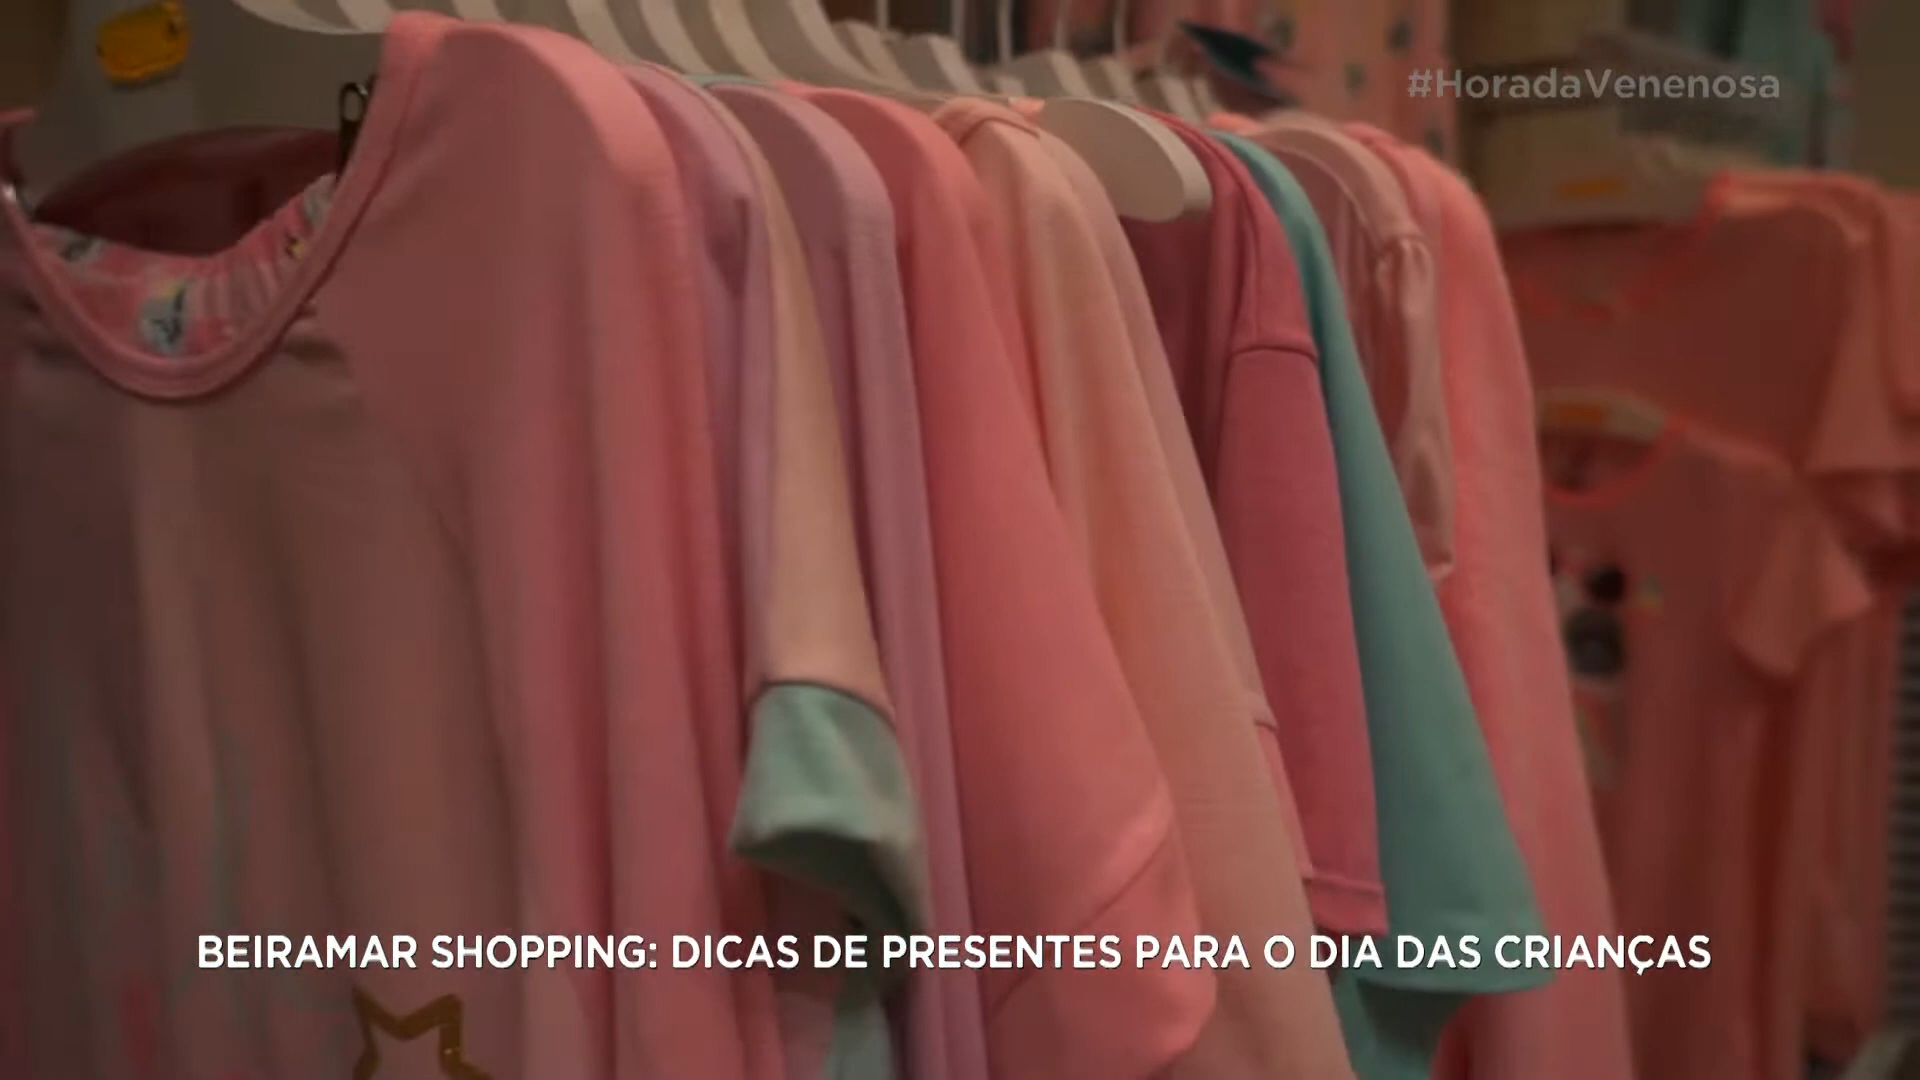 #HoradaVenenosa
BEIRAMAR SHOPPING: DICAS DE PRESENTES PARA O DIA DAS CRIANÇAS